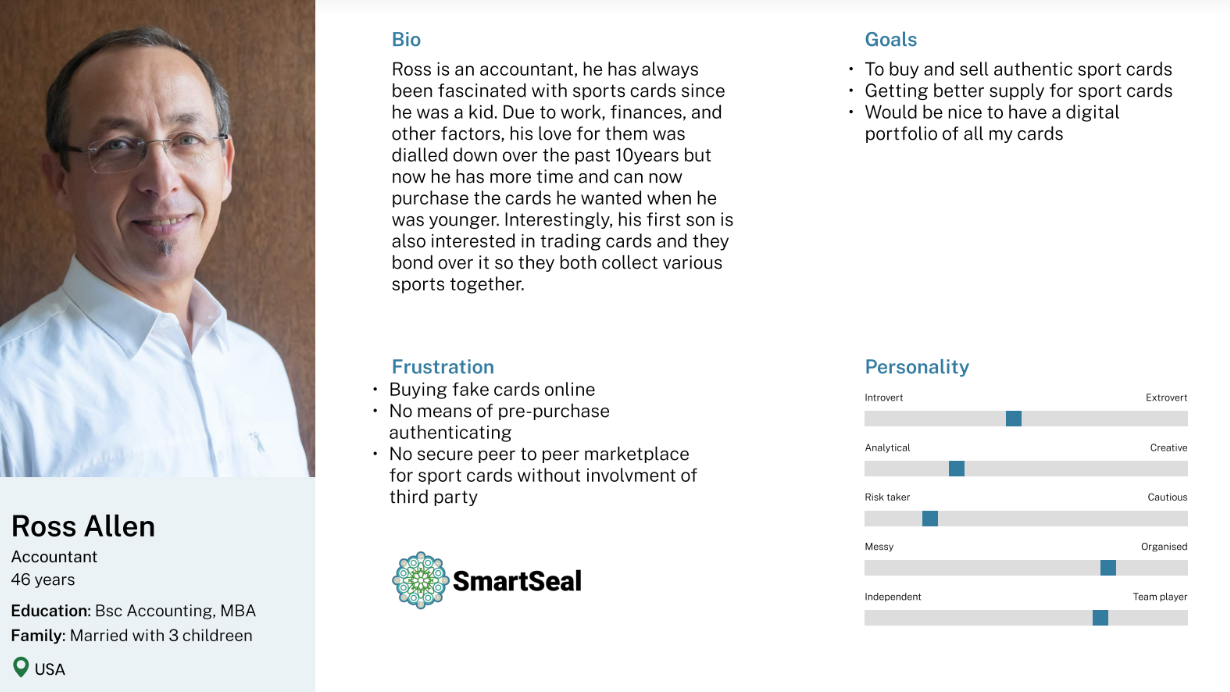 Ross Allen
Accountant
46 years
Education: Bsc Accounting, MBA
Family: Married with 3 childreen
USA
Bio
Ross is an accountant, he has always
been fascinated with sports cards since
he was a kid. Due to work, finances, and
other factors, his love for them was
dialled down over the past 10years but
now he has more time and can now
purchase the cards he wanted when he
was younger. Interestingly, his first son is
also interested in trading cards and they
bond over it so they both collect various
sports together.
Goals
• To buy and sell authentic sport cards
• Getting better supply for sport cards
• Would be nice to have a digital
portfolio of all my cards
Frustration
• Buying fake cards online
• No means of pre-purchase
authenticating
• No secure peer to peer marketplace
for sport cards without involvment of
third party
SmartSeal
Personality
Introvert Extrovert
Analytical Creative
Risk taker Cautious
Messy Organised
Independent Team player